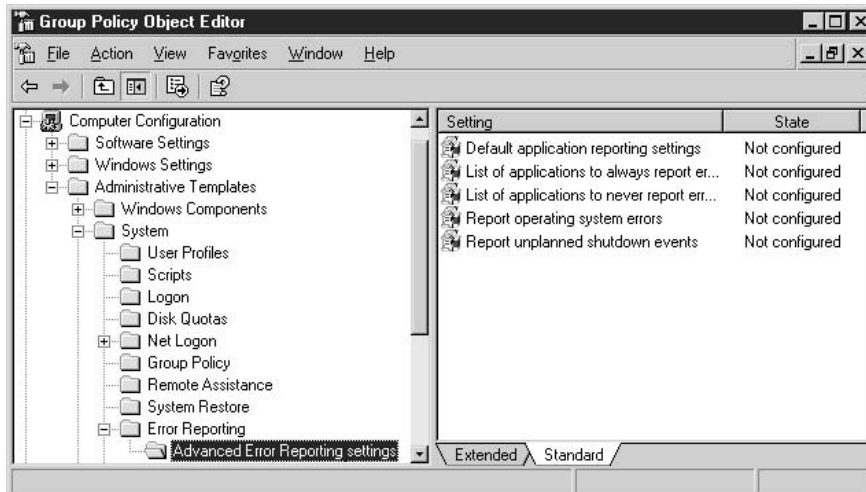 Group Policy Object Editor
File Action View Favorites Window Help
Computer Configuration
Software Settings
Windows Settings
Administrative Templates
Windows Components
System
User Profiles
Scripts
Logon
Disk Quotas
Net Logon
Group Policy
Remote Assistance
System Restore
Error Reporting
Advanced Error Reporting settings
Setting State
Default application reporting settings Not configured
List of applications to always report er... Not configured
List of applications to never report err... Not configured
Report operating system errors Not configured
Report unplanned shutdown events Not configured
Extended Standard